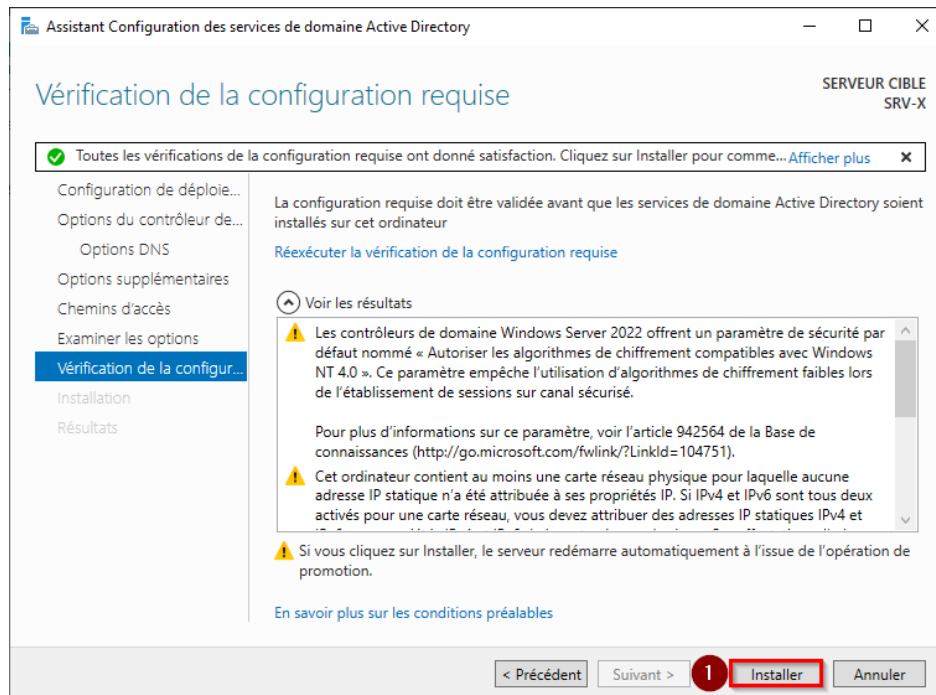 Assistant Configuration des services de domaine Active Directory
Vérification de la configuration requise
SERVEUR CIBLE
SRV-X
Toutes les vérifications de la configuration requise ont donné satisfaction. Cliquez sur Installer pour comme... Afficher plus
Configuration de déploie...
Options du contrôleur de...
Options DNS
Options supplémentaires
Chemins d'accès
Examiner les options
Vérification de la configur...
Installation
Résultats
La configuration requise doit être validée avant que les services de domaine Active Directory soient
installés sur cet ordinateur
Réexécuter la vérification de la configuration requise
Voir les résultats
Les contrôleurs de domaine Windows Server 2022 offrent un paramètre de sécurité par
défaut nommé « Autoriser les algorithmes de chiffrement compatibles avec Windows
NT 4.0 ». Ce paramètre empêche l'utilisation d'algorithmes de chiffrement faibles lors
de l'établissement de sessions sur canal sécurisé.
Pour plus d'informations sur ce paramètre, voir l'article 942564 de la Base de
connaissances (http://go.microsoft.com/fwlink/?LinkId=104751).
Cet ordinateur contient au moins une carte réseau physique pour laquelle aucune
adresse IP statique n'a été attribuée à ses propriétés IP. Si IPv4 et IPv6 sont tous deux
activés pour une carte réseau, vous devez attribuer des adresses IP statiques IPv4 et
Si vous cliquez sur Installer, le serveur redémarre automatiquement à l'issue de l'opération de
promotion.
En savoir plus sur les conditions préalables
< Précédent
Suivant >
1
Installer
Annuler